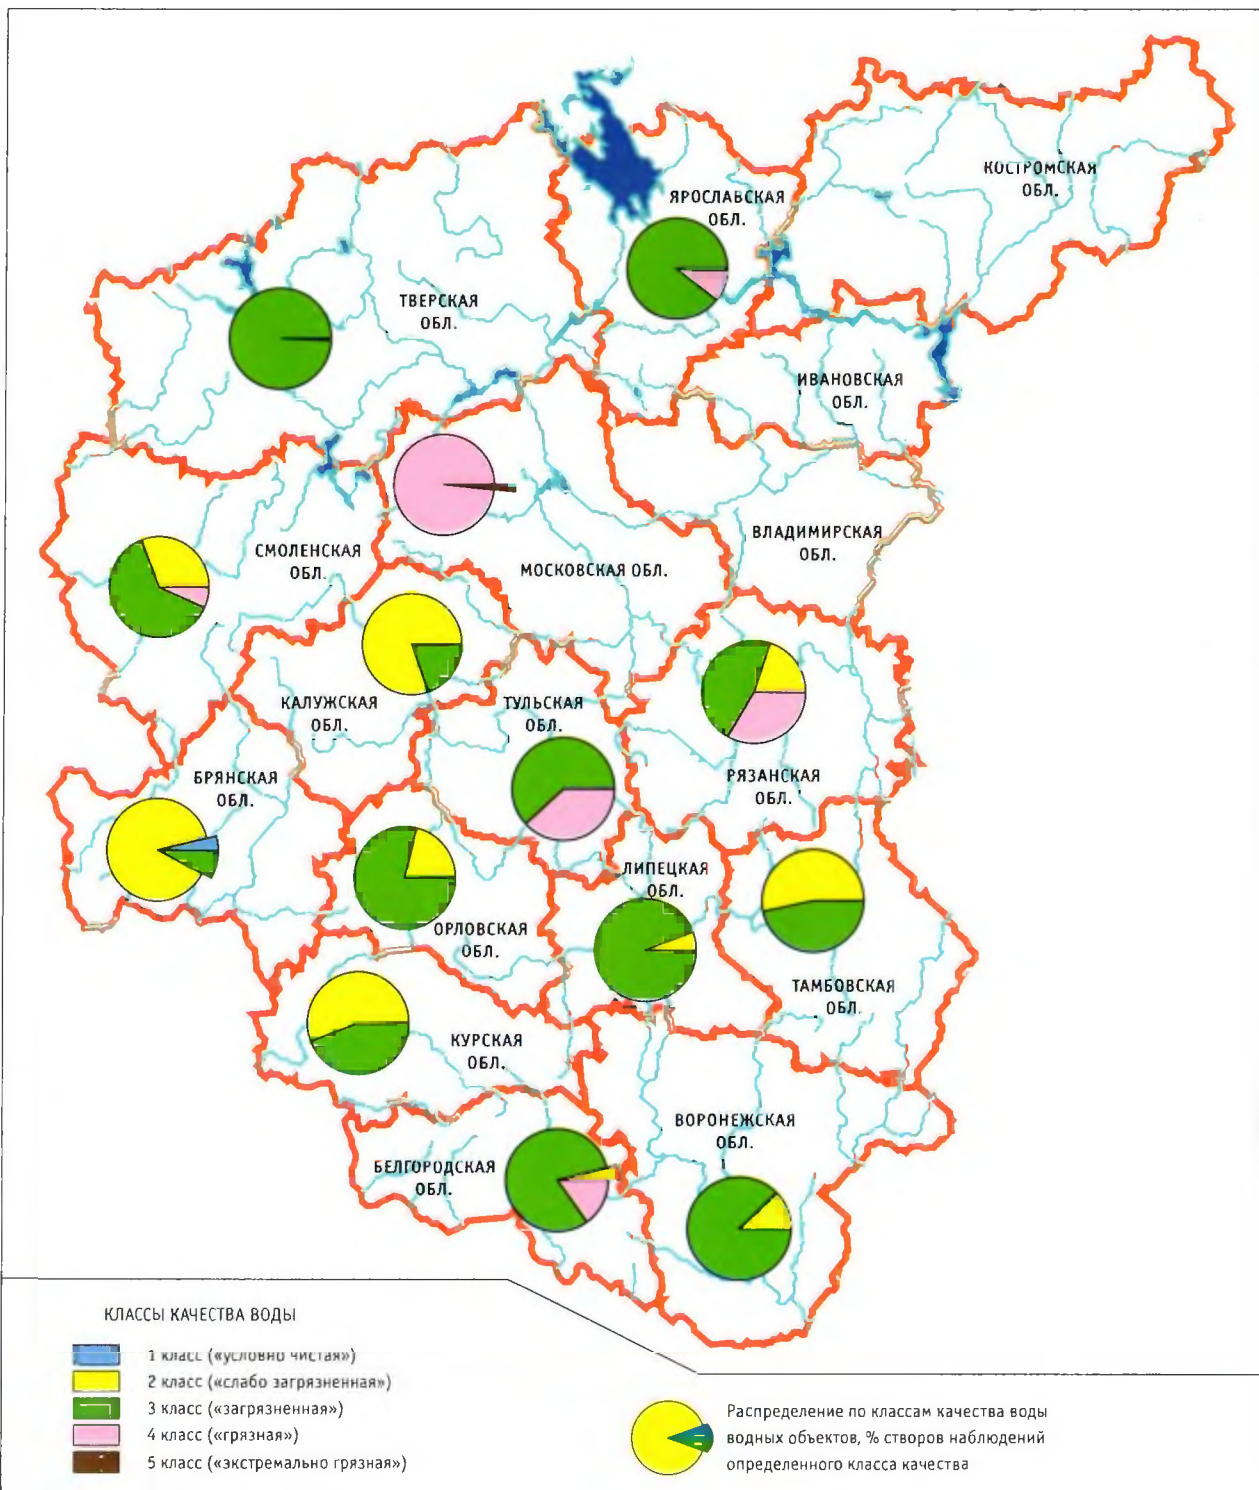 КОСТРОМСКАЯ
ОБЛ.
ЯРОСЛАВСКАЯ
ОБЛ.
ТВЕРСКАЯ
ОБЛ.
ИВАНОВСКАЯ
ОБЛ.
ВЛАДИМИРСКАЯ
ОБЛ.
СМОЛЕНСКАЯ
ОБЛ.
МОСКОВСКАЯ ОБЛ.
КАЛУЖСКАЯ
ОБЛ.
ТУЛЬСКАЯ
ОБЛ.
БРЯНСКАЯ
ОБЛ.
РЯЗАНСКАЯ
ОБЛ.
ЛИПЕЦКАЯ
ОБЛ.
ОРЛОВСКАЯ
ОБЛ.
ТАМБОВСКАЯ
ОБЛ.
КУРСКАЯ
ОБЛ.
ВОРОНЕЖСКАЯ
ОБЛ.
БЕЛГОРОДСКАЯ
ОБЛ.
КЛАССЫ КАЧЕСТВА ВОДЫ
1 класс («условно чистая»)
2 класс («слабо загрязненная»)
3 класс («загрязненная»)
4 класс («грязная»)
5 класс («экстремально грязная»)
Распределение по классам качества воды
водных объектов, % створов наблюдений
определенного класса качества